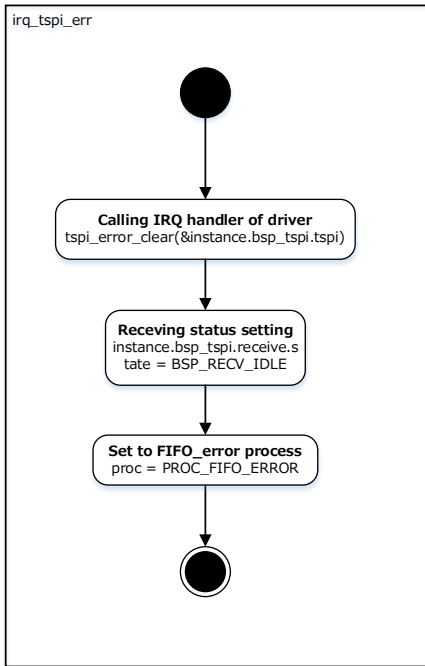 irq_tspi_err
Calling IRQ handler of driver
tspi_error_clear(&instance.bsp_tspi.tspi)
Receving status setting
instance.bsp_tspi.receive.s
tate = BSP_RECV_IDLE
Set to FIFO_error process
proc = PROC_FIFO_ERROR